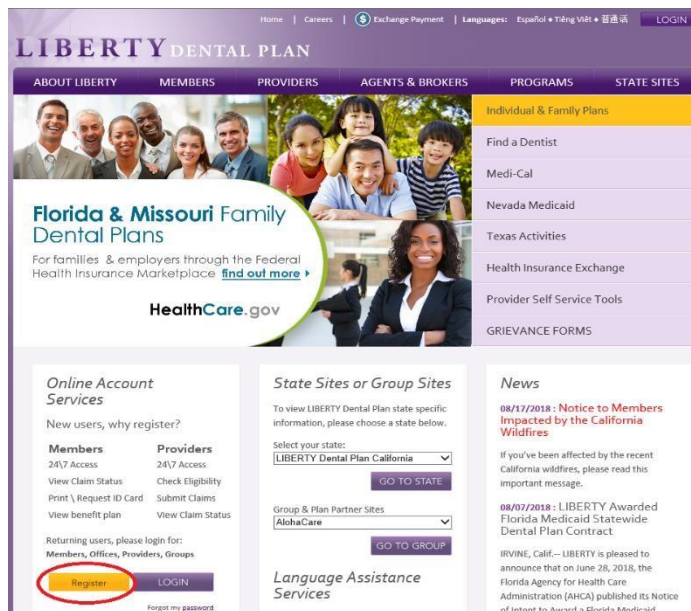 Home | Careers | $ Exchange Payment | Languages: Español ♦ Tiêng Việt ♦ 普通话 LOGIN
LIBERTY DENTAL PLAN
ABOUT LIBERTY MEMBERS PROVIDERS AGENTS & BROKERS PROGRAMS STATE SITES
Individual & Family Plans
Find a Dentist
Medi-Cal
Nevada Medicaid
Texas Activities
Health Insurance Exchange
Provider Self Service Tools
GRIEVANCE FORMS
Florida & Missouri Family
Dental Plans
For families & employers through the Federal
Health Insurance Marketplace find out more
HealthCare.gov
Online Account
Services
New users, why register?
Members Providers
24\7 Access 24\7 Access
View Claim Status Check Eligibility
Print \ Request ID Card Submit Claims
View benefit plan View Claim Status
Returning users, please login for:
Members, Offices, Providers, Groups
Register LOGIN
Forgot my password
State Sites or Group Sites
To view LIBERTY Dental Plan state specific
information, please choose a state below.
Select your state:
LIBERTY Dental Plan California
GO TO STATE
Group & Plan Partner Sites
AlohaCare
GO TO GROUP
Language Assistance
Services
News
08/17/2018 : Notice to Members
Impacted by the California
Wildfires
If you've been affected by the recent
California wildfires, please read this
important message.
08/07/2018 : LIBERTY Awarded
Florida Medicaid Statewide
Dental Plan Contract
IRVINE, Calif.-- LIBERTY is pleased to
announce that on June 28, 2018, the
Florida Agency for Health Care
Administration (AHCA) published its Notice
of Intent to Award a Florida Medicaid